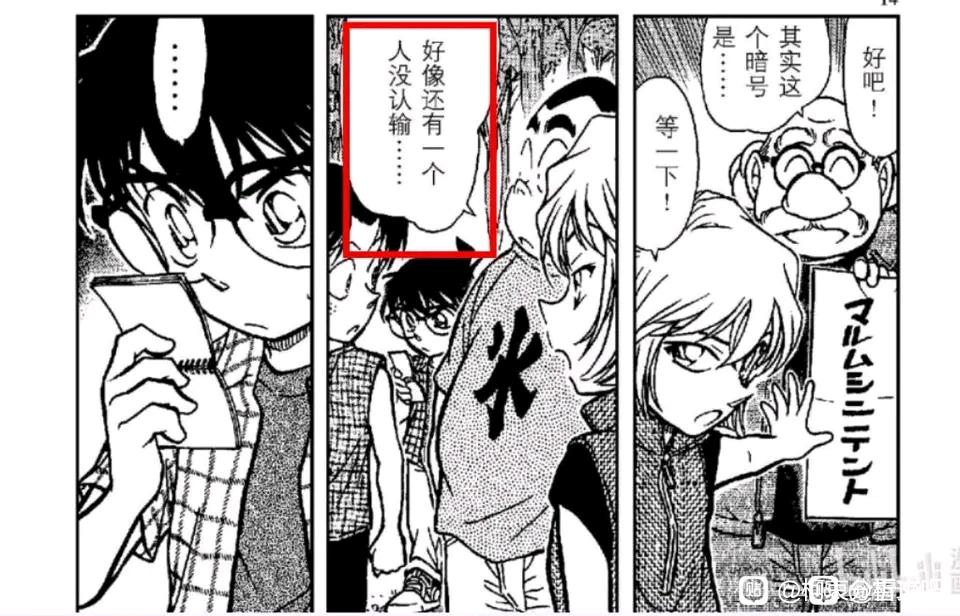 14
好吧！
其实这
个暗号
是……
等一下！
マルムシニニテント
好像还有一个
人没认输……
……